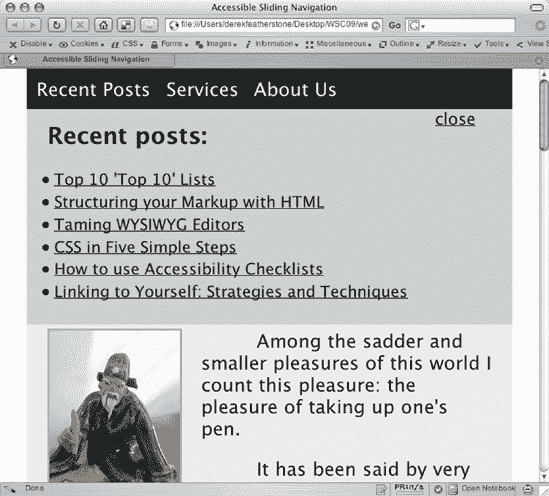 Accessible Sliding Navigation
file:///Users/derekfeatherstone/Desktop/WSC09/we
Go
Disable Cookies CSS Forms Images Information Miscellaneous Outline Resize Tools View S
Accessible Sliding Navigation
Recent Posts Services About Us
close
Recent posts:
• Top 10 'Top 10' Lists
• Structuring your Markup with HTML
• Taming WYSIWYG Editors
• CSS in Five Simple Steps
• How to use Accessibility Checklists
• Linking to Yourself: Strategies and Techniques
Among the sadder and
smaller pleasures of this world I
count this pleasure: the
pleasure of taking up one's
pen.
It has been said by very
Done
Open Notebook